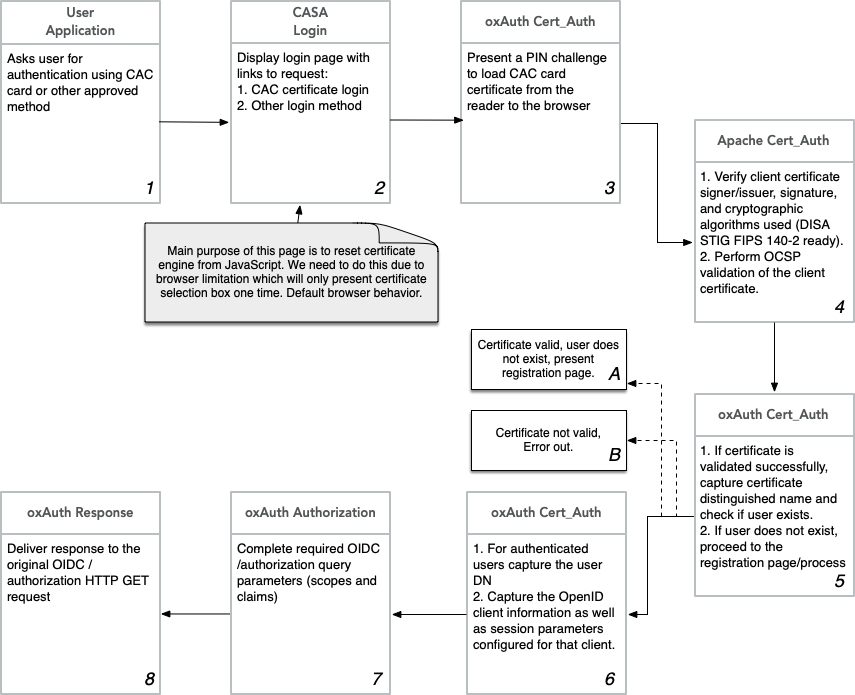 User
Application
Asks user for
authentication using CAC
card or other approved
method
1
CASA
Login
Display login page with
links to request:
1. CAC certificate login
2. Other login method
2
oxAuth Cert_Auth
Present a PIN challenge
to load CAC card
certificate from the
reader to the browser
3
Apache Cert_Auth
1. Verify client certificate
signer/issuer, signature,
and cryptographic
algorithms used (DISA
STIG FIPS 140-2 ready).
2. Perform OCSP
validation of the client
certificate.
4
Main purpose of this page is to reset certificate
engine from JavaScript. We need to do this due to
browser limitation which will only present certificate
selection box one time. Default browser behavior.
Certificate valid, user does
not exist, present
registration page.
A
Certificate not valid,
Error out.
B
oxAuth Cert_Auth
1. If certificate is
validated successfully,
capture certificate
distinguished name and
check if user exists.
2. If user does not exist,
proceed to the
registration page/process
5
oxAuth Cert_Auth
1. For authenticated
users capture the user
DN
2. Capture the OpenID
client information as well
as session parameters
configured for that client.
6
oxAuth Authorization
Complete required OIDC
/authorization query
parameters (scopes and
claims)
7
oxAuth Response
Deliver response to the
original OIDC /
authorization HTTP GET
request
8